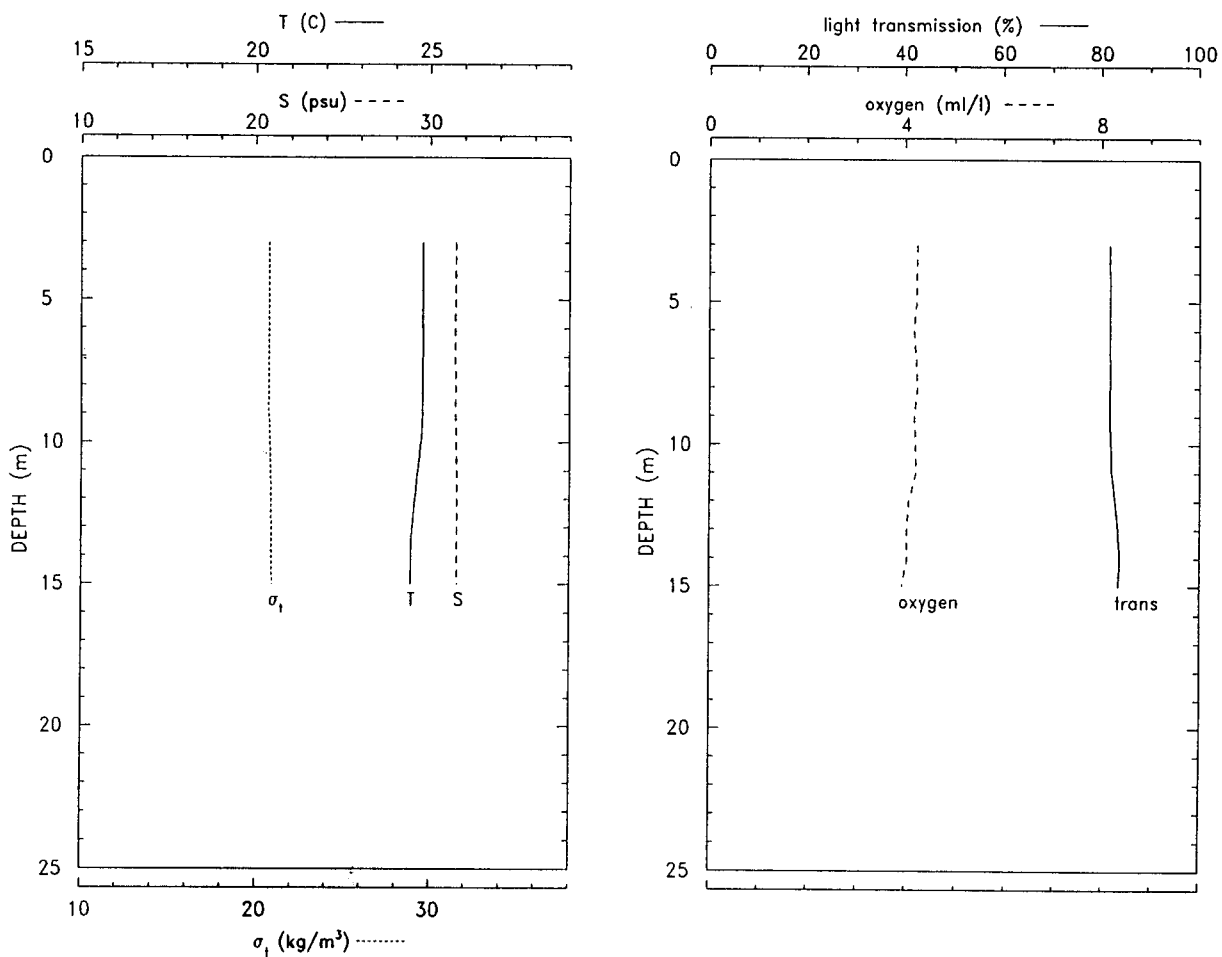 T (C)
15 20 25
S (psu)
10 20 30
0
5
10
15
20
25
DEPTH (m)
σt T S
10 20 30
σt (kg/m³)
light transmission (%)
0 20 40 60 80 100
oxygen (ml/l)
0 4 8
0
5
10
15
20
25
DEPTH (m)
oxygen trans